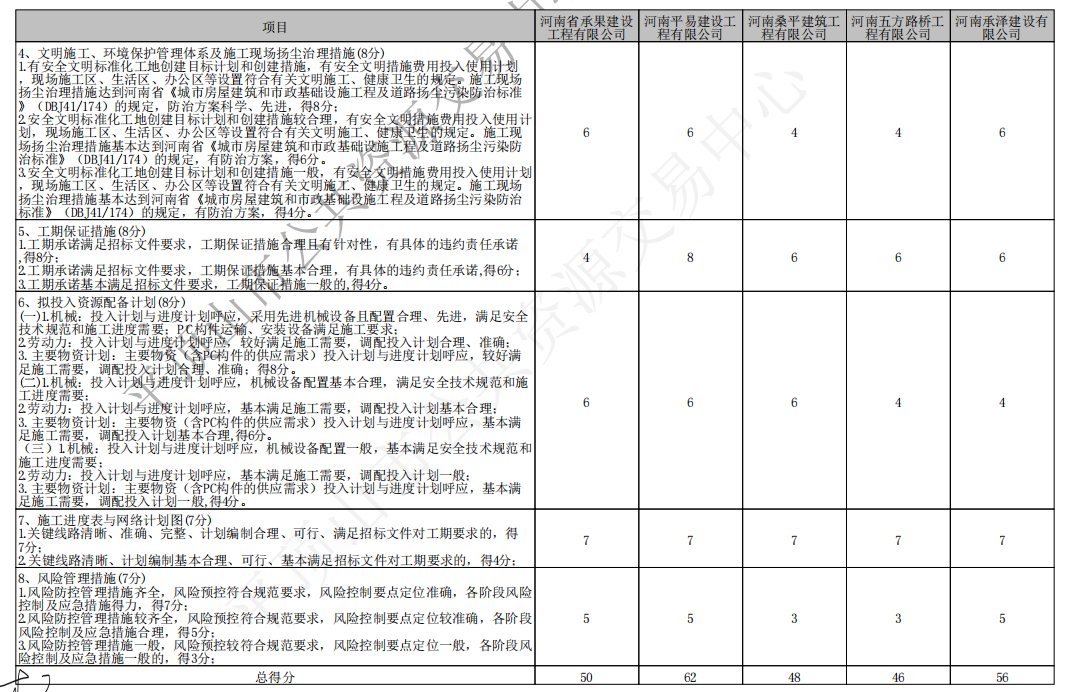 项目 河南省承果建设工程有限公司 河南平易建设工程有限公司 河南桑平建筑工程有限公司 河南五方路桥工程有限公司 河南承泽建设有限公司
4、文明施工、环境保护管理体系及施工现场扬尘治理措施(8分)
1.有安全文明标准化工地创建目标计划和创建措施，有安全文明措施费用投入使用计划
，现场施工区、生活区、办公区等设置符合有关文明施工、健康卫生的规定。施工现场
扬尘治理措施达到河南省《城市房屋建筑和市政基础设施工程及道路扬尘污染防治标准
》（DBJ41/174）的规定，防治方案科学、先进，得8分；
2.安全文明标准化工地创建目标计划和创建措施较合理，有安全文明措施费用投入使用计
划，现场施工区、生活区、办公区等设置符合有关文明施工、健康卫生的规定。施工现
场扬尘治理措施基本达到河南省《城市房屋建筑和市政基础设施工程及道路扬尘污染防
治标准》（DBJ41/174）的规定，有防治方案，得6分。
3.安全文明标准化工地创建目标计划和创建措施一般，有安全文明措施费用投入使用计划
，现场施工区、生活区、办公区等设置符合有关文明施工、健康卫生的规定。施工现场
扬尘治理措施基本达到河南省《城市房屋建筑和市政基础设施工程及道路扬尘污染防治
标准》（DBJ41/174）的规定，有防治方案，得4分。
6 6 4 4 6
5、工期保证措施(8分)
1.工期承诺满足招标文件要求，工期保证措施合理且有针对性，有具体的违约责任承诺
,得8分；
2.工期承诺满足招标文件要求，工期保证措施基本合理，有具体的违约责任承诺,得6分；
3.工期承诺基本满足招标文件要求，工期保证措施一般的,得4分。
4 8 6 6 6
6、拟投入资源配备计划(8分)
(一)1.机械：投入计划与进度计划呼应，采用先进机械设备且配置合理、先进，满足安全
技术规范和施工进度需要；PC构件运输、安装设备满足施工要求；
2.劳动力：投入计划与进度计划呼应，较好满足施工需要，调配投入计划合理、准确；
3.主要物资计划：主要物资（含PC构件的供应需求）投入计划与进度计划呼应，较好满
足施工需要，调配投入计划合理、准确；得8分。
(二)1.机械：投入计划与进度计划呼应，机械设备配置基本合理，满足安全技术规范和施
工进度需要；
2.劳动力：投入计划与进度计划呼应，基本满足施工需要，调配投入计划基本合理；
3.主要物资计划：主要物资（含PC构件的供应需求）投入计划与进度计划呼应，基本满
足施工需要，调配投入计划基本合理,得6分。
（三）1.机械：投入计划与进度计划呼应，机械设备配置一般，基本满足安全技术规范和
施工进度需要；
2.劳动力：投入计划与进度计划呼应，基本满足施工需要，调配投入计划一般；
3.主要物资计划：主要物资（含PC构件的供应需求）投入计划与进度计划呼应，基本满
足施工需要，调配投入计划一般,得4分。
6 6 6 4 4
7、施工进度表与网络计划图(7分)
1.关键线路清晰、准确、完整、计划编制合理、可行、满足招标文件对工期要求的，得
7分；
2.关键线路清晰、计划编制基本合理、可行、基本满足招标文件对工期要求的，得4分；
7 7 7 7 7
8、风险管理措施(7分)
1.风险防控管理措施齐全，风险预控符合规范要求，风险控制要点定位准确，各阶段风险
控制及应急措施得力，得7分；
2.风险防控管理措施较齐全，风险预控符合规范要求，风险控制要点定位较准确，各阶段
风险控制及应急措施合理，得5分；
3.风险防控管理措施一般，风险预控较符合规范要求，风险控制要点定位一般，各阶段风
险控制及应急措施一般的，得3分；
5 5 3 3 5
总得分 50 62 48 46 56
平顶山市公共资源交易中心
平顶山市公共资源交易中心